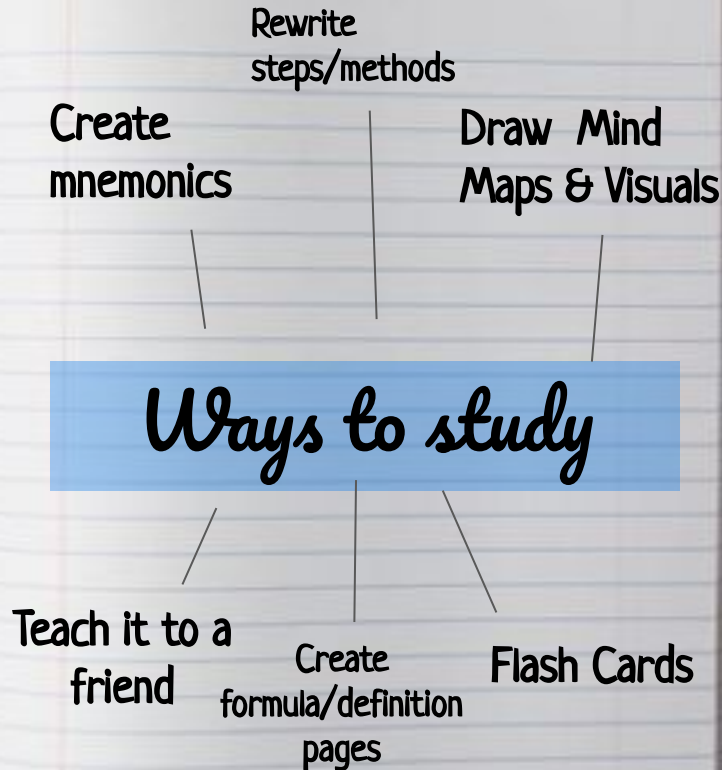 Rewrite
steps/methods
Create
mnemonics
Draw Mind
Maps & Visuals
Ways to study
Teach it to a
friend
Create
formula/definition
pages
Flash Cards